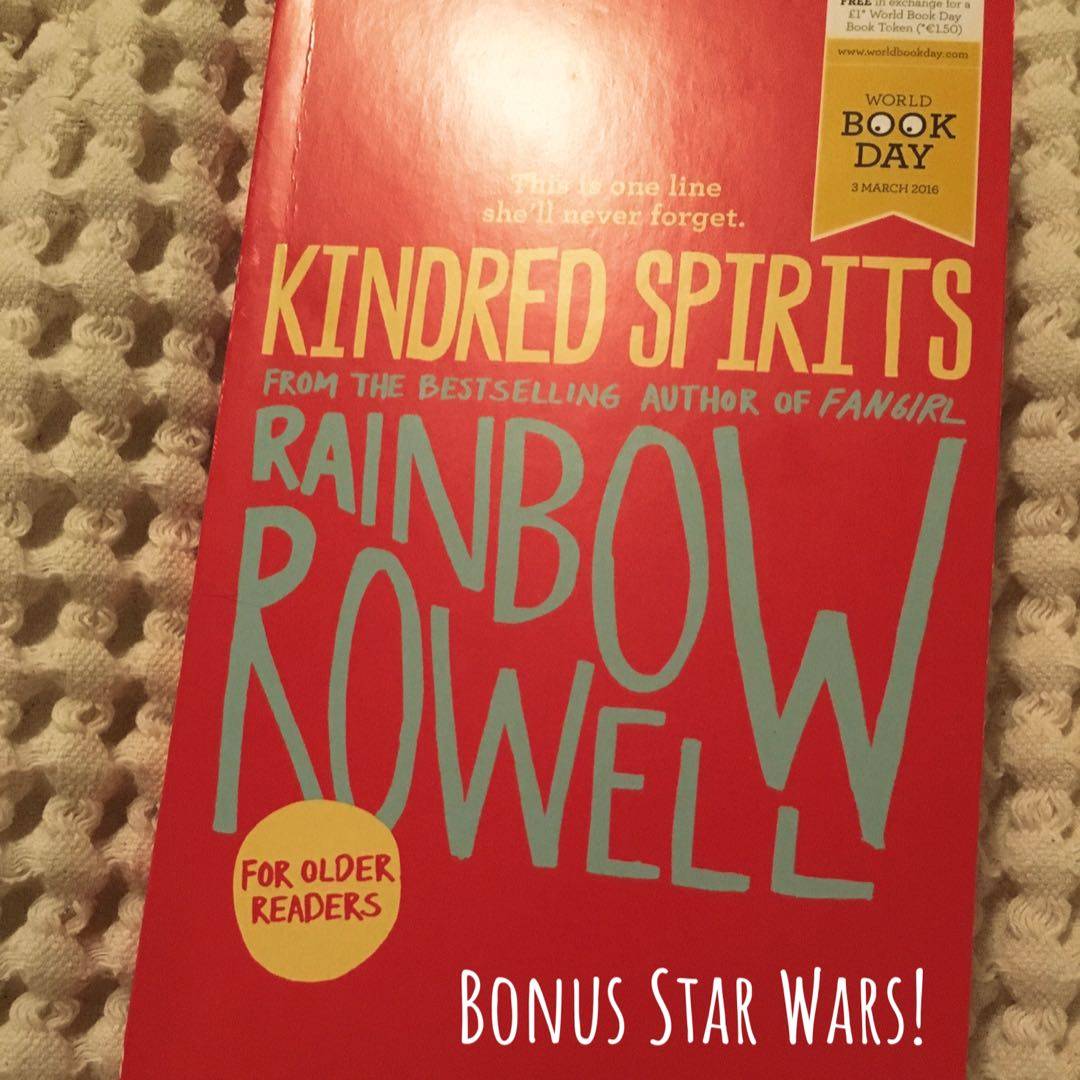 FREE in exchange for a
£1* World Book Day
Book Token (*€1.50)
www.worldbookday.com
WORLD
BOOK
DAY
3 MARCH 2016
This is one line
she'll never forget.
KINDRED SPIRITS
FROM THE BESTSELLING AUTHOR OF FANGIRL
RAINBOW
ROWELL
FOR OLDER
READERS
BONUS STAR WARS!